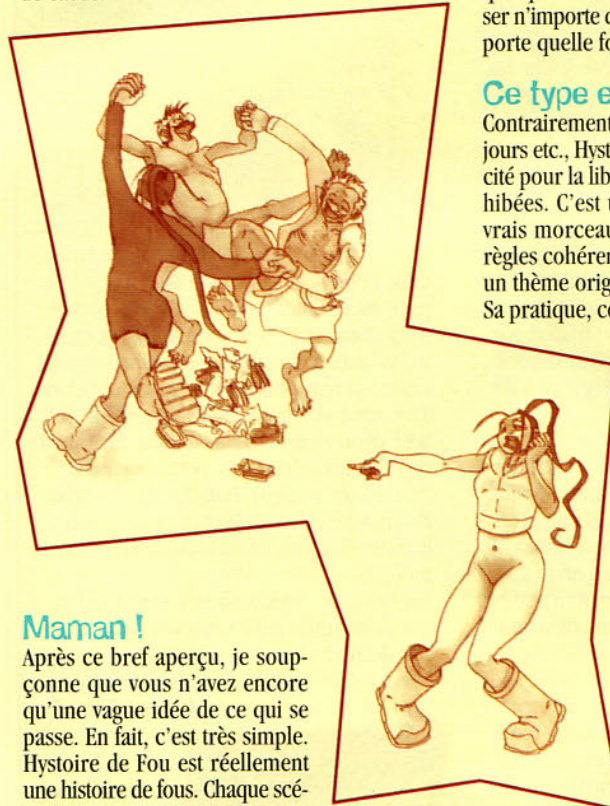 ser n'importe
porte quelle
Ce type
Contrairement
jours etc., Hyst
cité pour la lib
hibées. C'est
vrais morceau
règles cohéren
un thème orig
Sa pratique,
Maman !
Après ce bref aperçu, je soup-
çonne que vous n'avez encore
qu'une vague idée de ce qui se
passe. En fait, c'est très simple.
Hystoire de Fou est réellement
une histoire de fous. Chaque scé-